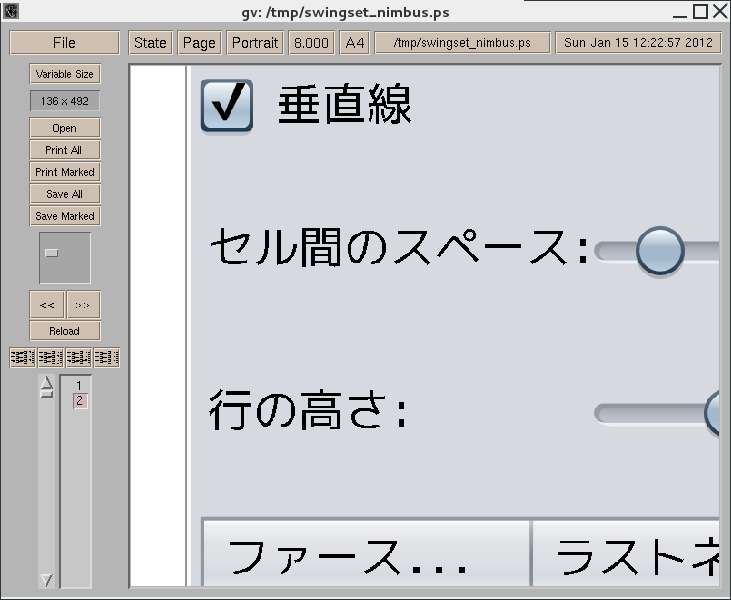 gv: /tmp/swingset_nimbus.ps
File
State
Page
Portrait
8.000
A4
/tmp/swingset_nimbus.ps
Sun Jan 15 12:22:57 2012
Variable Size
136 x 492
Open
Print All
Print Marked
Save All
Save Marked
<<
>>
Reload
1
2
垂直線
セル間のスペース:
行の高さ:
ファース...
ラストネ